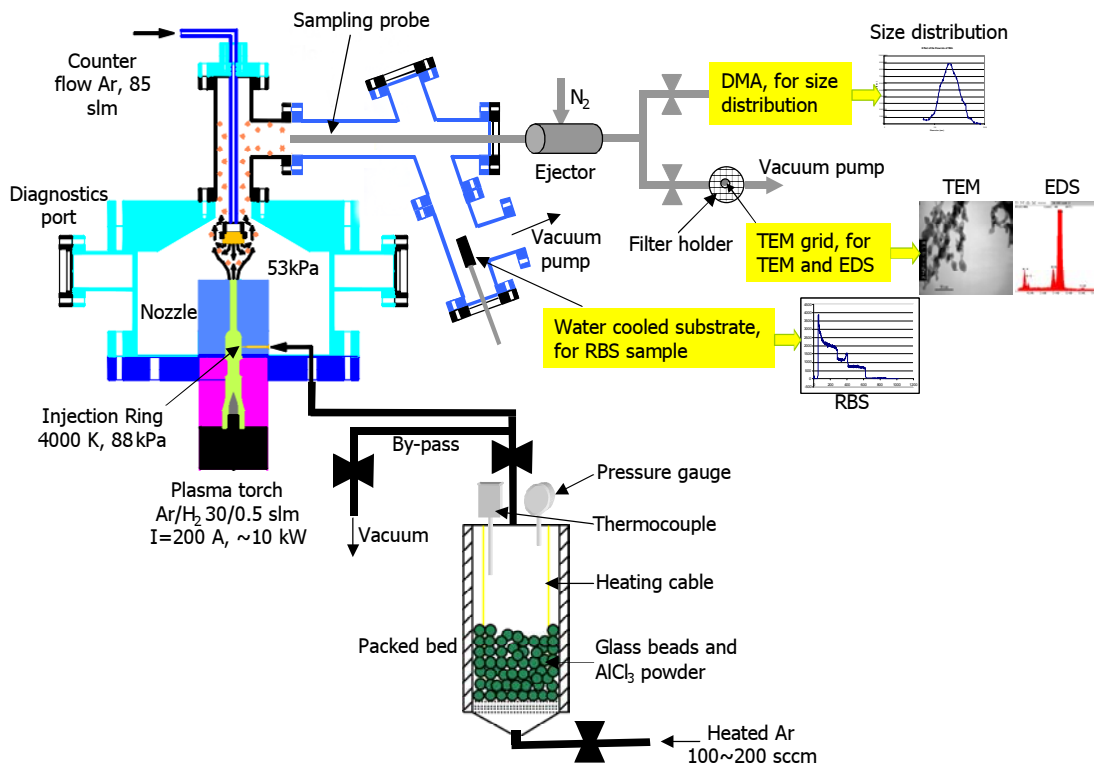 Sampling probe
Size distribution
Counter
flow Ar, 85
slm
N₂
DMA, for size
distribution
Ejector
Vacuum pump
Diagnostics
port
TEM
EDS
Filter holder
TEM grid, for
TEM and EDS
Vacuum
pump
53kPa
Nozzle
Water cooled substrate,
for RBS sample
RBS
Injection Ring
4000 K, 88kPa
By-pass
Pressure gauge
Plasma torch
Ar/H₂ 30/0.5 slm
I=200 A, ~10 kW
Thermocouple
Vacuum
Heating cable
Packed bed
Glass beads and
AlCl₃ powder
Heated Ar
100~200 sccm